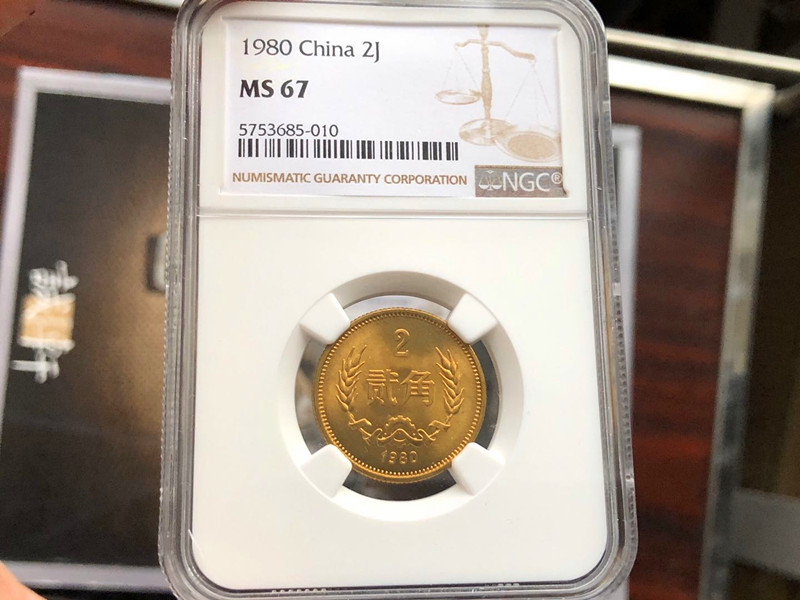 1980 China 2J
MS 67
5753685-010
NUMISMATIC GUARANTY CORPORATION
NGC®
2
贰角
1980